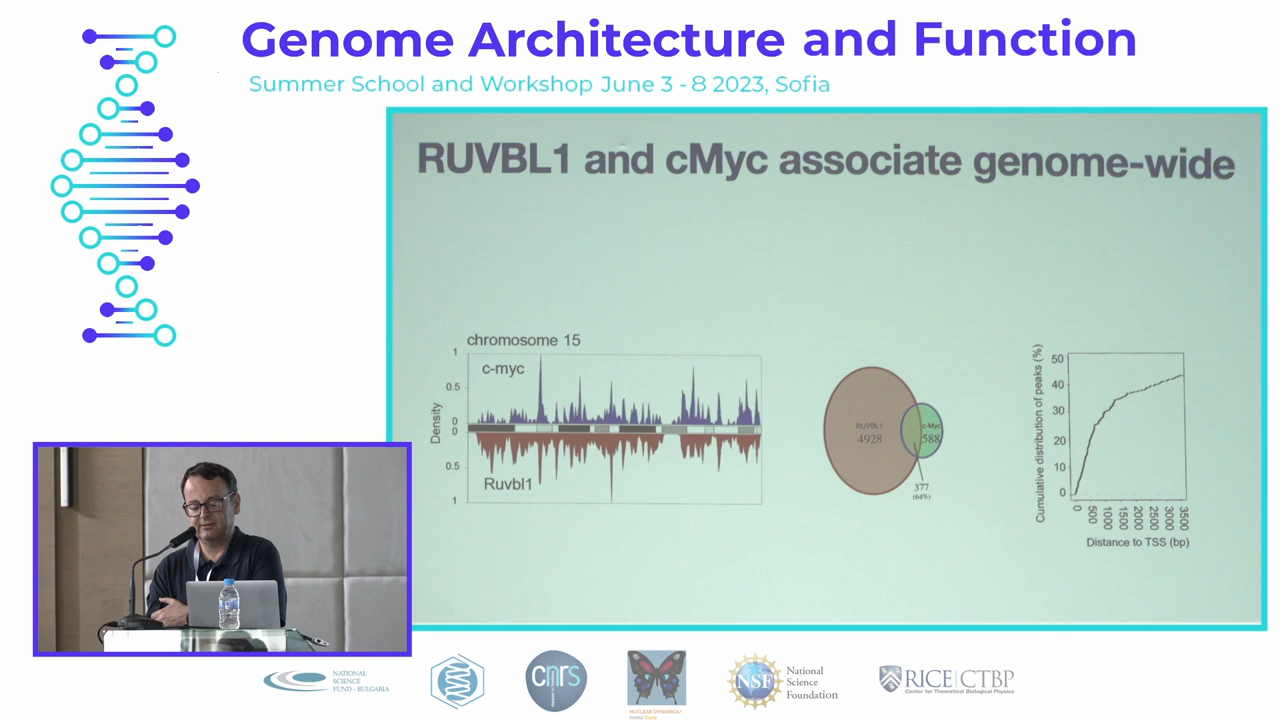 Genome Architecture and Function
Summer School and Workshop June 3 - 8 2023, Sofia
RUVBL1 and cMyc associate genome-wide
chromosome 15
1
c-myc
0.5
0
0
Density
0.5
Ruvbl1
1
RUVBL1
4928
c-Myc
588
377
(64%)
Cumulative distribution of peaks (%)
50
40
30
20
10
0
0
500
1000
1500
2000
2500
3000
3500
Distance to TSS (bp)
NATIONAL
SCIENCE
FUND - BULGARIA
cnrs
NUCLEAR DYNAMICS/
Institut Curie
NSF
National
Science
Foundation
RICE | CTBP
Center for Theoretical Biological Physics